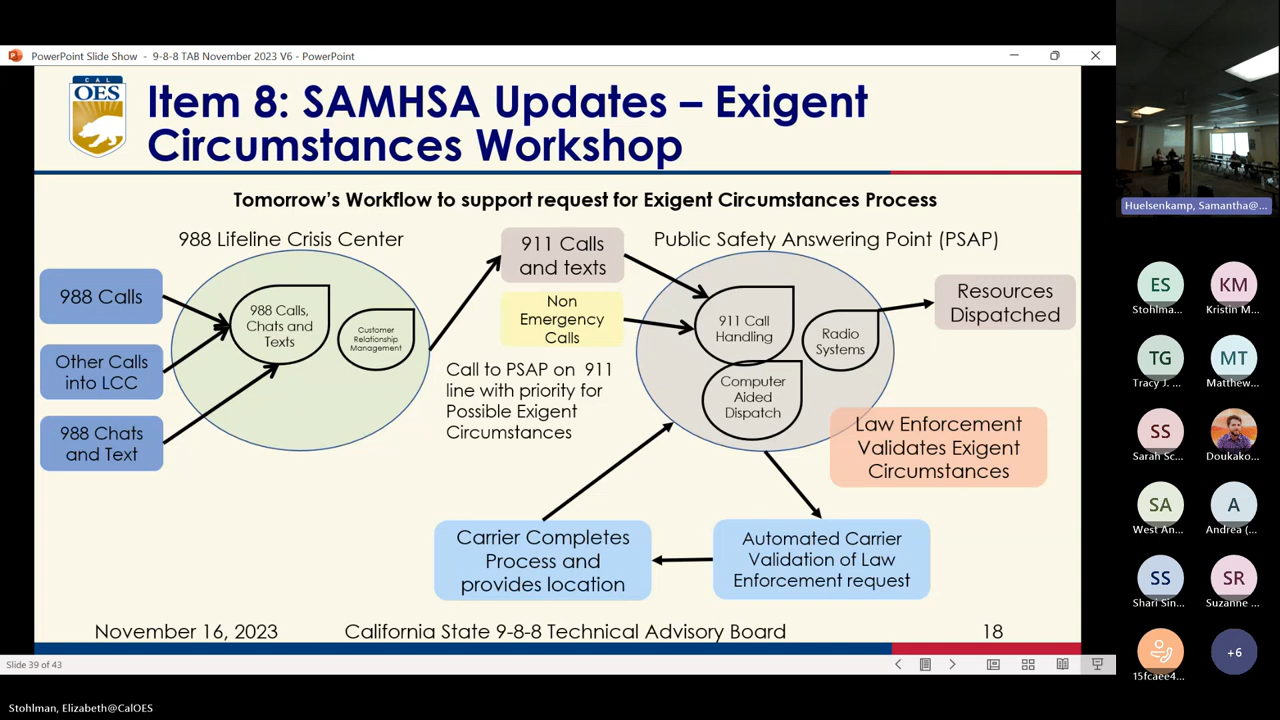 PowerPoint Slide Show - 9-8-8 TAB November 2023 V6 - PowerPoint
CAL
OES
Item 8: SAMHSA Updates – Exigent
Circumstances Workshop
Tomorrow's Workflow to support request for Exigent Circumstances Process
988 Lifeline Crisis Center
988 Calls
Other Calls
into LCC
988 Chats
and Text
988 Calls,
Chats and
Texts
Customer
Relationship
Management
911 Calls
and texts
Non
Emergency
Calls
Call to PSAP on 911
line with priority for
Possible Exigent
Circumstances
Public Safety Answering Point (PSAP)
911 Call
Handling
Radio
Systems
Computer
Aided
Dispatch
Resources
Dispatched
Law Enforcement
Validates Exigent
Circumstances
Carrier Completes
Process and
provides location
Automated Carrier
Validation of Law
Enforcement request
November 16, 2023
California State 9-8-8 Technical Advisory Board
18
Slide 39 of 43
Stohlman, Elizabeth@CalOES
Huelsenkamp, Samantha@...
ES
Stohlma...
KM
Kristin M...
TG
Tracy J. ...
MT
Matthew...
SS
Sarah Sc...
Doukako...
SA
West An...
A
Andrea (...
SS
Shari Sin...
SR
Suzanne ...
15fcaee4...
+6